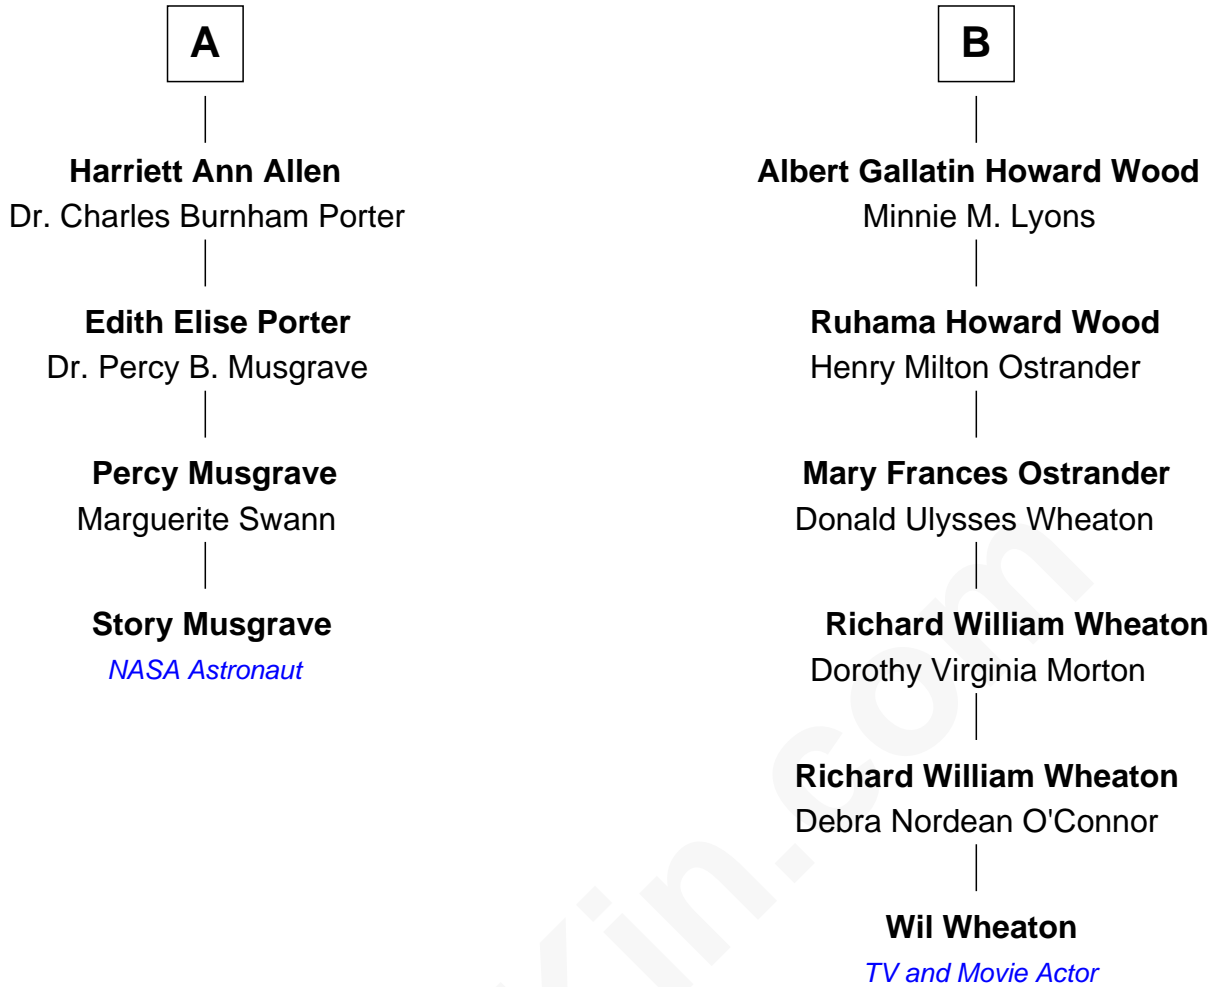 A
Harriett Ann Allen
Dr. Charles Burnham Porter
Edith Elise Porter
Dr. Percy B. Musgrave
Percy Musgrave
Marguerite Swann
Story Musgrave
NASA Astronaut
B
Albert Gallatin Howard Wood
Minnie M. Lyons
Ruhama Howard Wood
Henry Milton Ostrander
Mary Frances Ostrander
Donald Ulysses Wheaton
Richard William Wheaton
Dorothy Virginia Morton
Richard William Wheaton
Debra Nordean O'Connor
Wil Wheaton
TV and Movie Actor
Kin.com